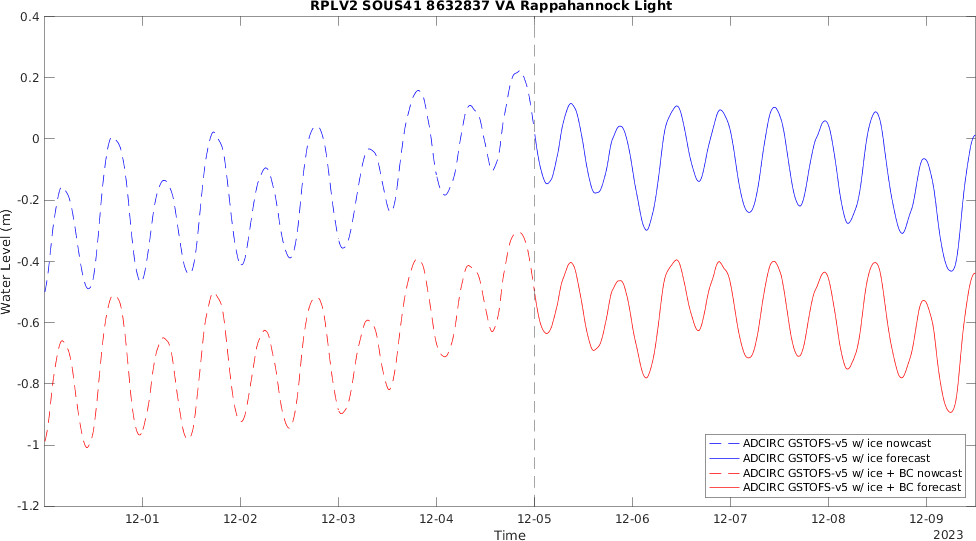 RPLV2 SOUS41 8632837 VA Rappahannock Light
0.4
0.2
0
-0.2
-0.4
-0.6
-0.8
-1
-1.2
Water Level (m)
ADCIRC GSTOFS-v5 w/ ice nowcast
ADCIRC GSTOFS-v5 w/ ice forecast
ADCIRC GSTOFS-v5 w/ ice + BC nowcast
ADCIRC GSTOFS-v5 w/ ice + BC forecast
12-01 12-02 12-03 12-04 12-05 12-06 12-07 12-08 12-09
Time
2023